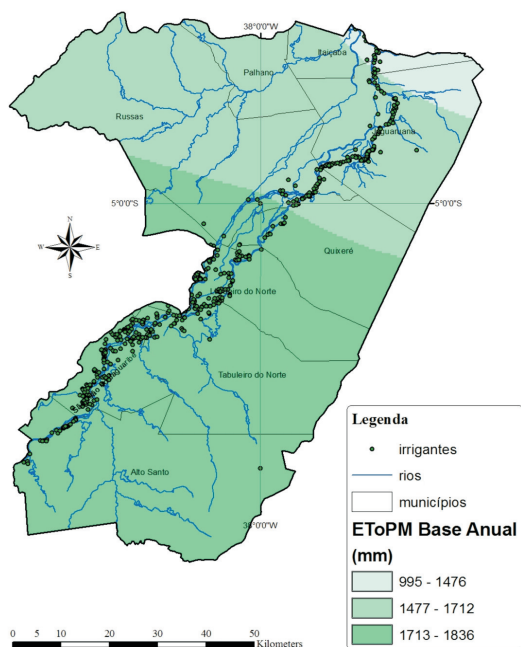 38°0'0"W
Itaiçaba
Palhano
Russas
Jaguaruana
5°0'0"S
5°0'0"S
N
W E
S
Quixeré
Limoeiro do Norte
Tabuleiro do Norte
Alto Santo
38°0'0"W
Legenda
irrigantes
rios
municípios
EToPM Base Anual
(mm)
995 - 1476
1477 - 1712
1713 - 1836
0 10 20 30 40 50
Kilometers